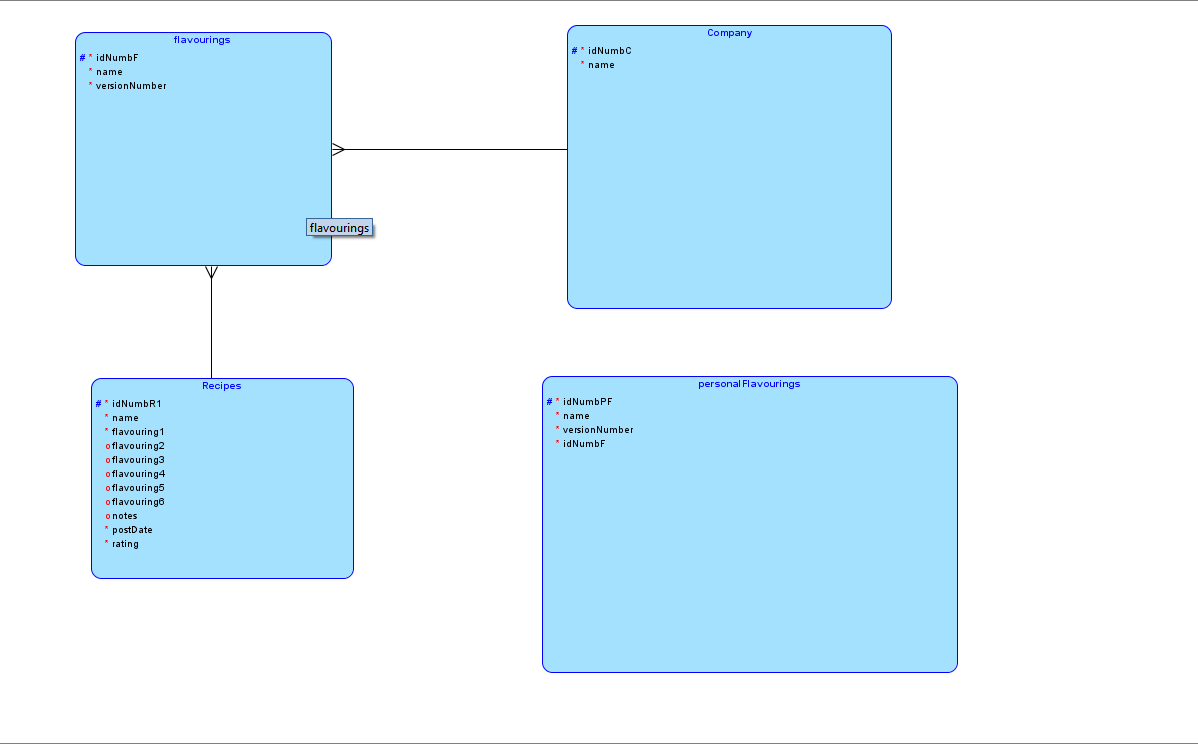 flavourings
# * idNumbF
* name
* versionNumber
Company
# * idNumbC
* name
flavourings
Recipes
# * idNumbR1
* name
* flavouring1
o flavouring2
o flavouring3
o flavouring4
o flavouring5
o flavouring6
o notes
* postDate
* rating
personalFlavourings
# * idNumbPF
* name
* versionNumber
* idNumbF